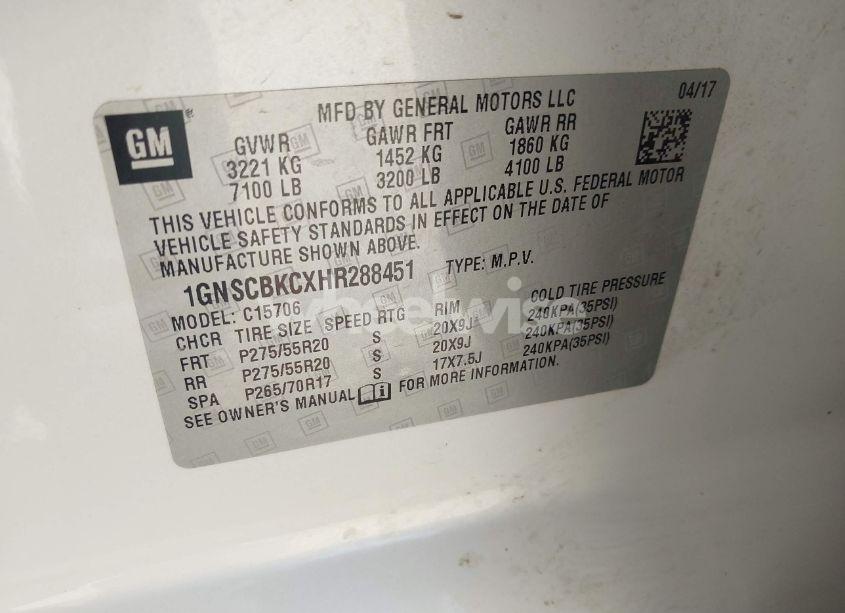 GM
MFD BY GENERAL MOTORS LLC
04/17
GVWR GAWR FRT GAWR RR
3221 KG 1452 KG 1860 KG
7100 LB 3200 LB 4100 LB
THIS VEHICLE CONFORMS TO ALL APPLICABLE U.S. FEDERAL MOTOR
VEHICLE SAFETY STANDARDS IN EFFECT ON THE DATE OF
MANUFACTURE SHOWN ABOVE.
1GNSCBKCXHR288451 TYPE: M.P.V.
MODEL: C15706
CHCR TIRE SIZE SPEED RTG RIM COLD TIRE PRESSURE
FRT P275/55R20 S 20X9J 240KPA(35PSI)
RR P275/55R20 S 20X9J 240KPA(35PSI)
SPA P265/70R17 S 17X7.5J 240KPA(35PSI)
SEE OWNER'S MANUAL FOR MORE INFORMATION.